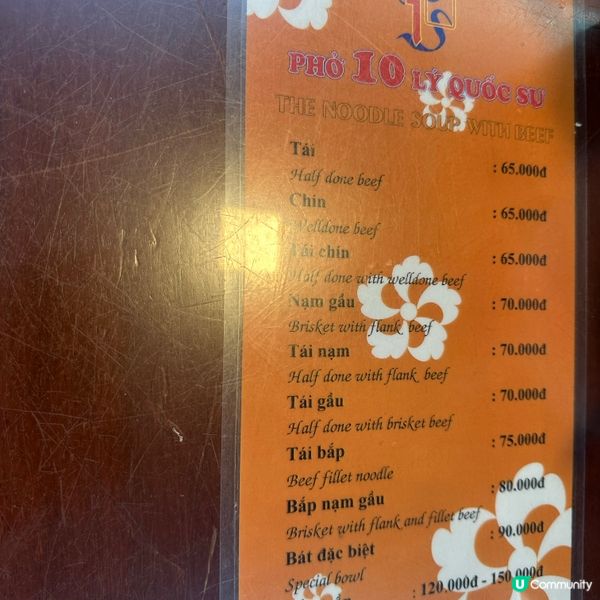 PHỞ 10 LÝ QUỐC SƯ
THE NOODLE SOUP WITH BEEF
Tái : 65.000đ
Half done beef
Chín : 65.000đ
Welldone beef
Tái chín : 65.000đ
Half done with welldone beef
Nạm gầu : 70.000đ
Brisket with flank beef
Tái nạm : 70.000đ
Half done with flank beef
Tái gầu : 70.000đ
Half done with brisket beef
Tái bắp : 75.000đ
Beef fillet noodle
Bắp nạm gầu : 80.000đ
Brisket with flank and fillet beef
Bát đặc biệt : 90.000đ
Special bowl
: 120.000đ - 150.000đ
U Community